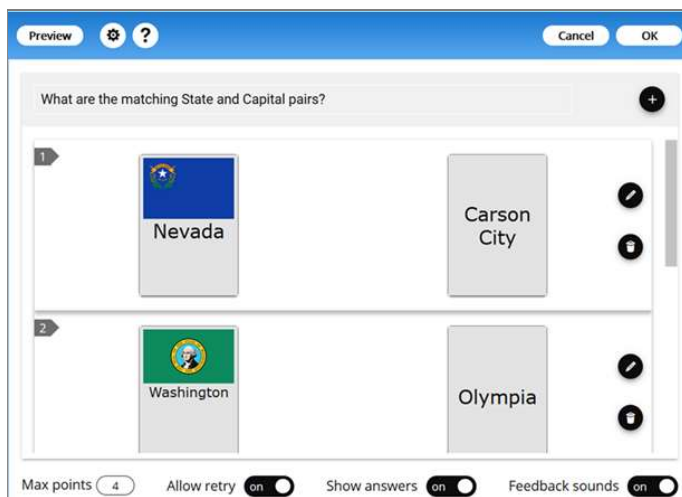 Preview ? Cancel OK
What are the matching State and Capital pairs?
1
Nevada
Carson
City
2
Washington
Olympia
Max points 4 Allow retry on Show answers on Feedback sounds on